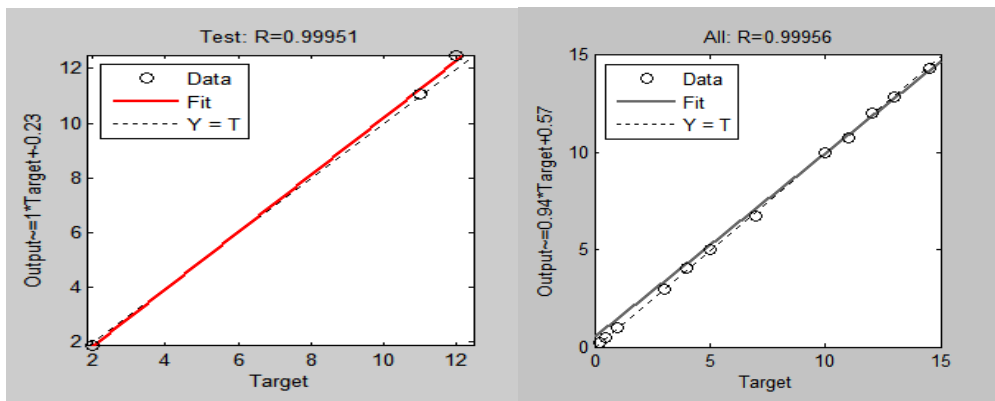 Test: R=0.99951
Output~=1*Target+-0.23
12
10
8
6
4
2
Data
Fit
Y = T
2
4
6
8
10
12
Target
All: R=0.99956
Output~=0.94*Target+0.57
15
10
5
0
Data
Fit
Y = T
0
5
10
15
Target